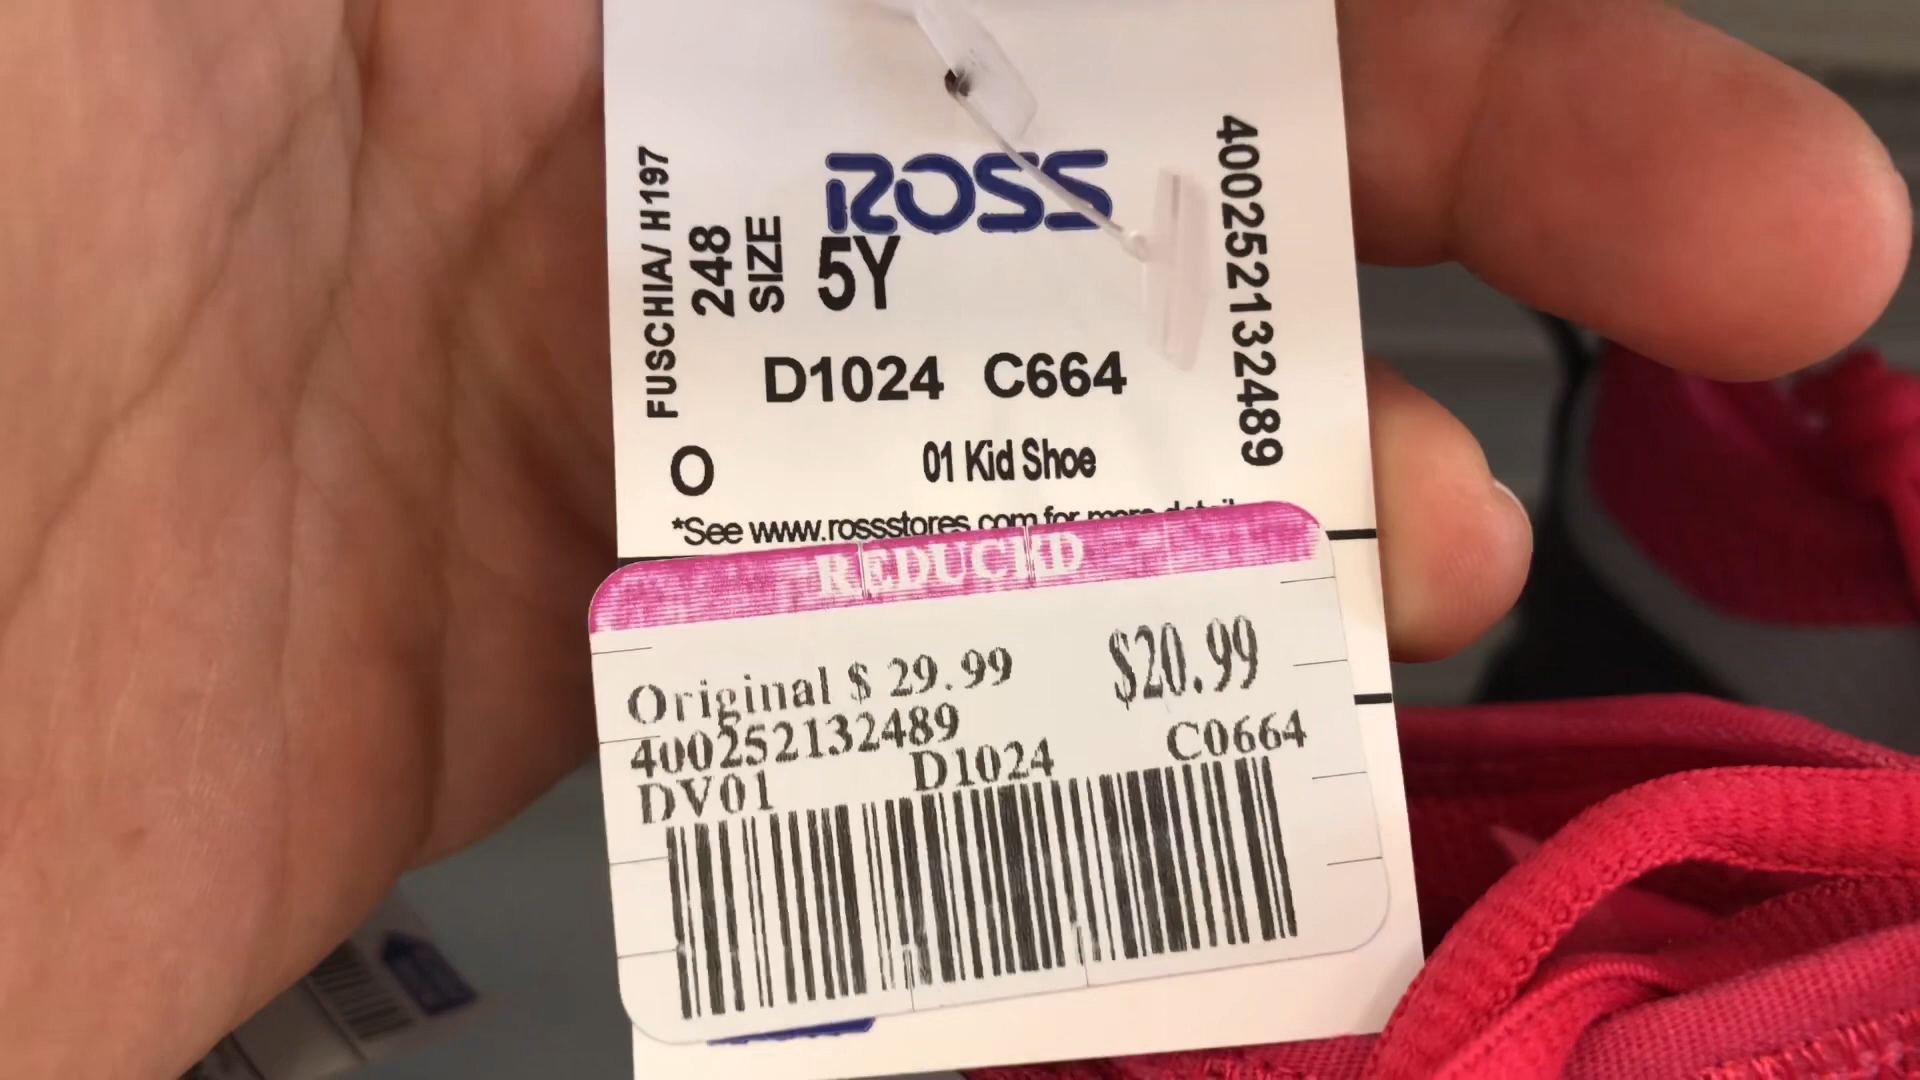 ROSS
FUSCHIA/ H197
248
SIZE
5Y
400252132489
D1024 C664
O
01 Kid Shoe
*See www.rossstores.com for more detail
REDUCED
Original $ 29.99
$20.99
400252132489
DV01 D1024 C0664